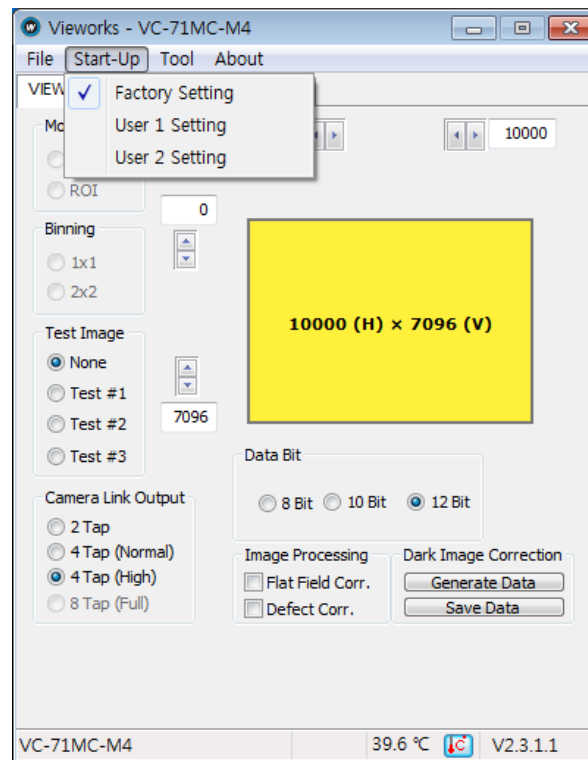 Vieworks - VC-71MC-M4
File Start-Up Tool About
VIEW
Factory Setting
User 1 Setting
User 2 Setting
10000
ROI
0
Binning
1x1
2x2
10000 (H) × 7096 (V)
Test Image
None
Test #1
Test #2
Test #3
7096
Data Bit
8 Bit 10 Bit 12 Bit
Camera Link Output
2 Tap
4 Tap (Normal)
4 Tap (High)
8 Tap (Full)
Image Processing
Flat Field Corr.
Defect Corr.
Dark Image Correction
Generate Data
Save Data
VC-71MC-M4 39.6 ℃ V2.3.1.1